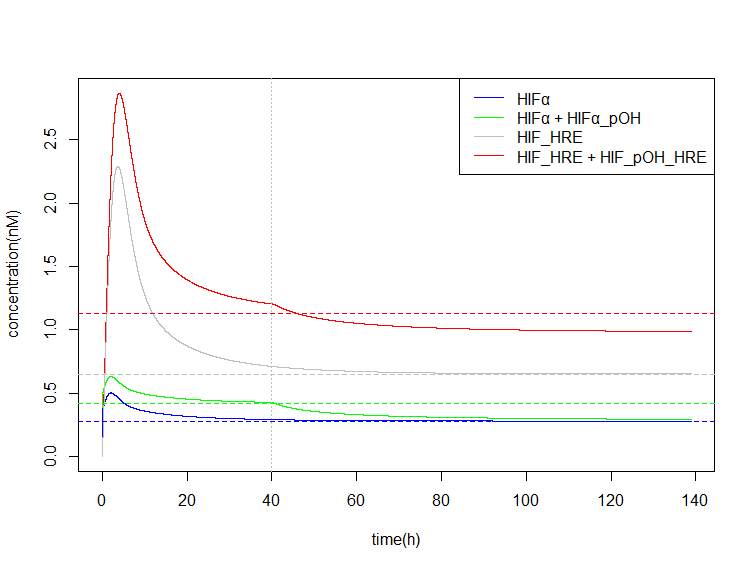 HIFα
HIFα + HIFα_pOH
HIF_HRE
HIF_HRE + HIF_pOH_HRE
concentration(nM)
2.5
2.0
1.5
1.0
0.5
0.0
0 20 40 60 80 100 120 140
time(h)